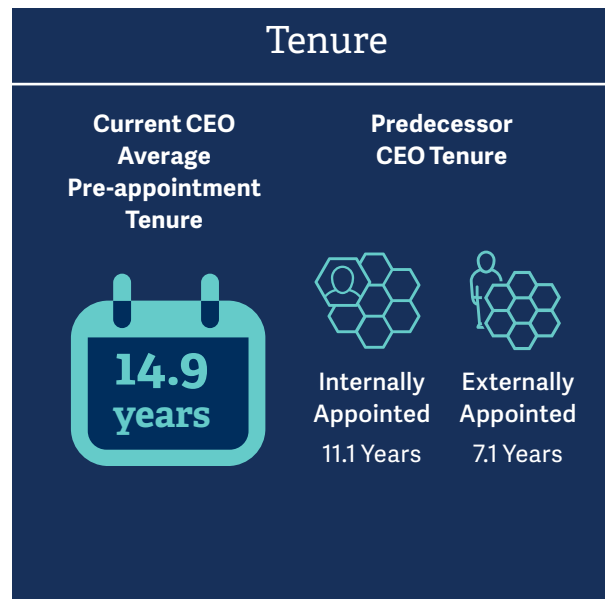 Tenure
Current CEO
Average
Pre-appointment
Tenure
14.9
years
Predecessor
CEO Tenure
Internally
Appointed
11.1 Years
Externally
Appointed
7.1 Years